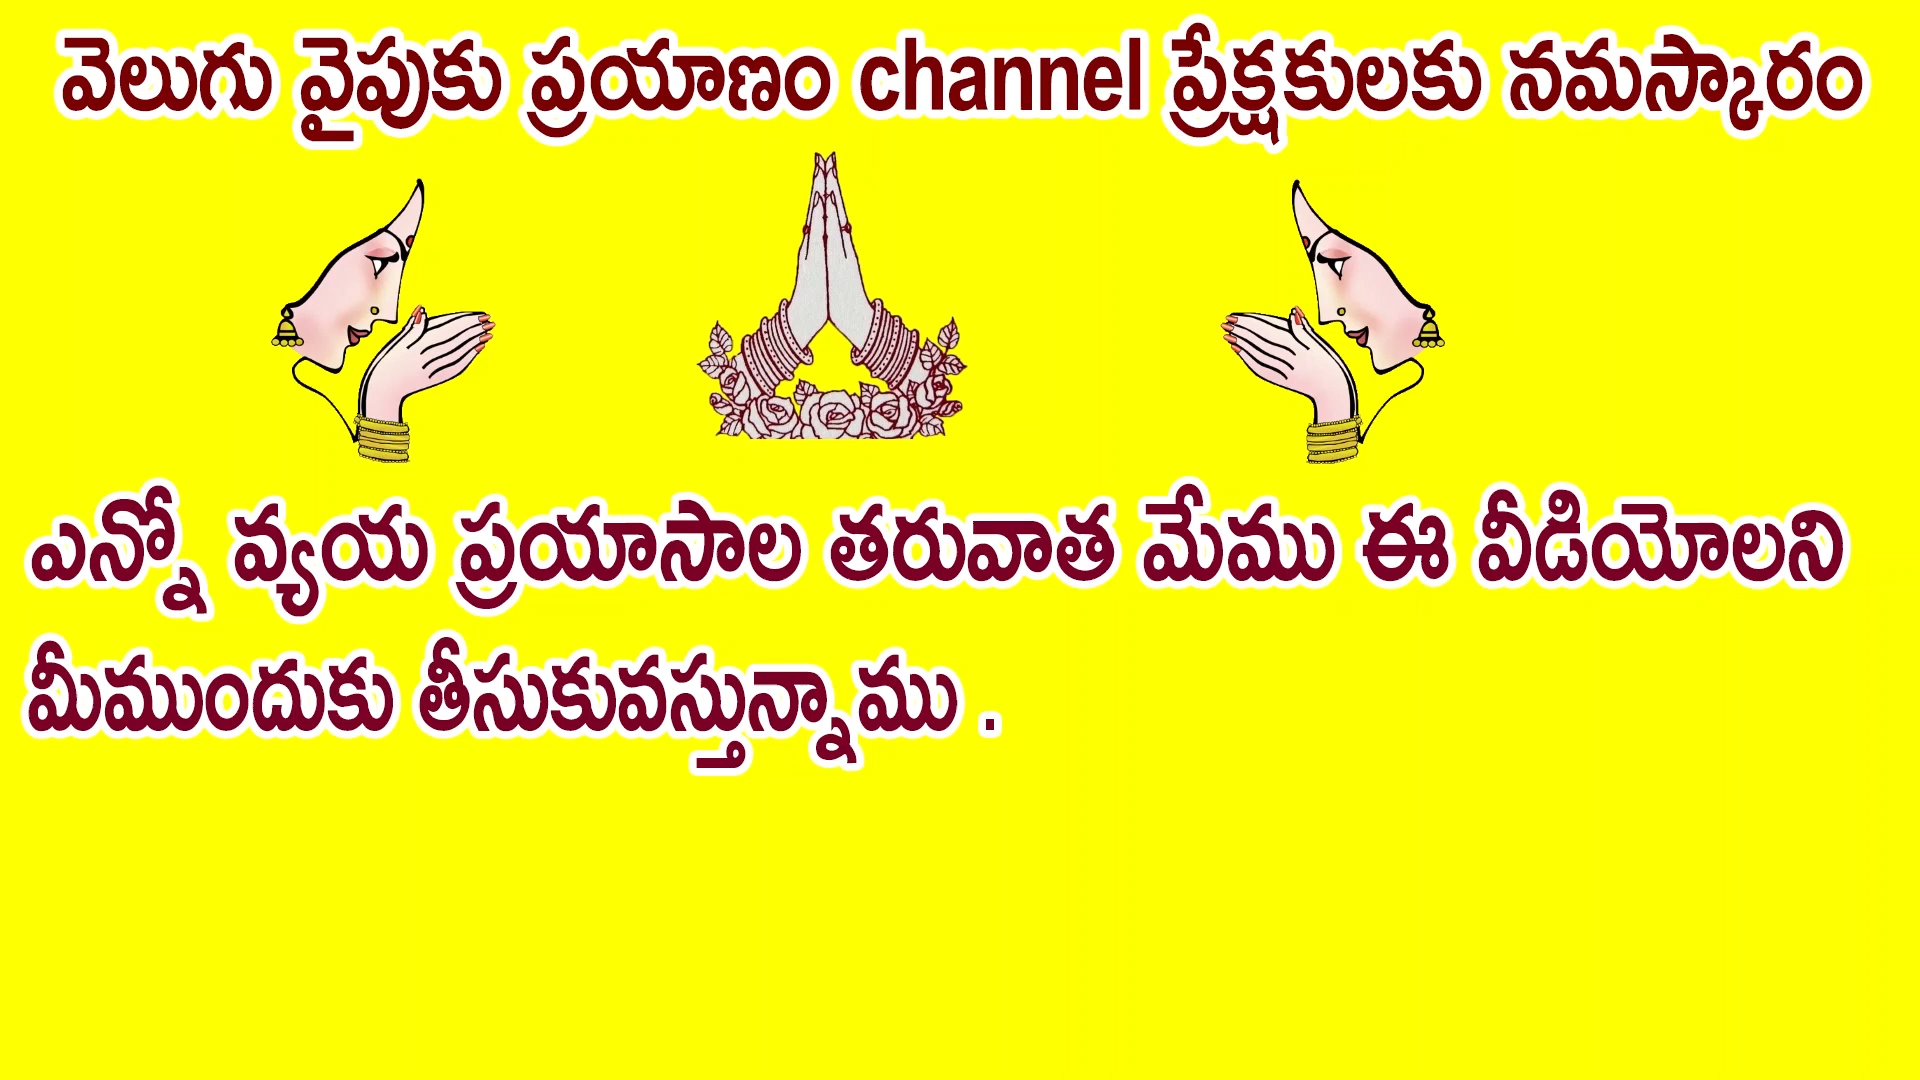 వెలుగు వైపుకు ప్రయాణం channel ప్రేక్షకులకు నమస్కారం
ఎన్నో వ్యయ ప్రయాసాల తరువాత మేము ఈ వీడియోలని
మీముందుకు తీసుకువస్తున్నాము .